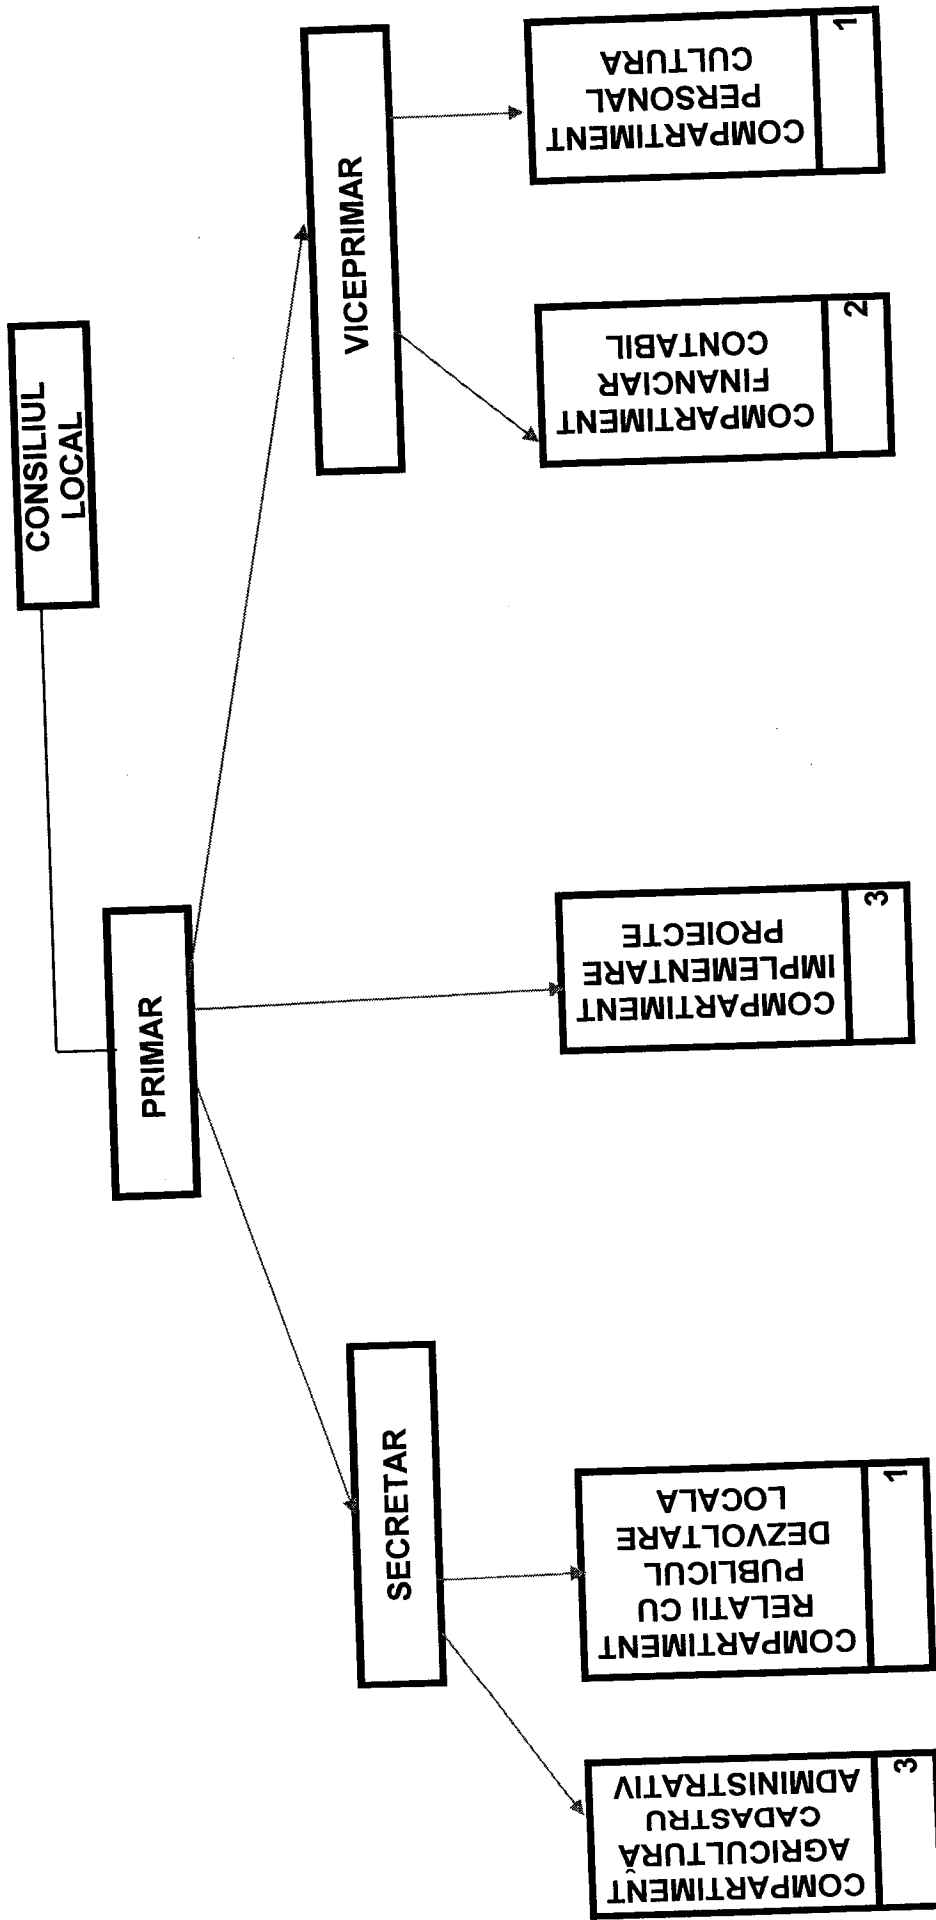 CONSILIUL
LOCAL
PRIMAR
SECRETAR
VICEPRIMAR
COMPARTIMENT
AGRICULTURĂ
CADASTRU
ADMINISTRATIV
3
COMPARTIMENT
RELATII CU
PUBLICUL
DEZVOLTARE
LOCALA
1
COMPARTIMENT
IMPLEMENTARE
PROIECTE
3
COMPARTIMENT
FINANCIAR
CONTABIL
2
COMPARTIMENT
PERSONAL
CULTURA
1